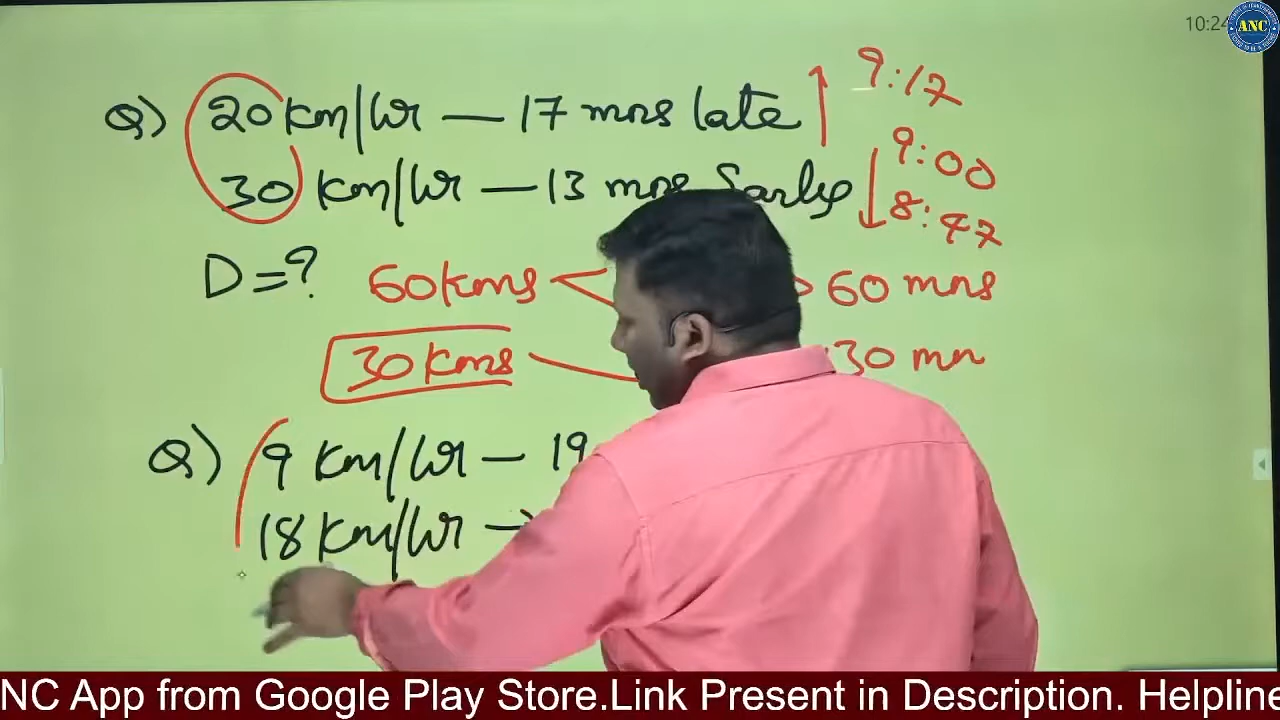 10:24
ANC
Q) 20 km/hr — 17 mns late 9:17
30 km/hr — 13 mns Early 9:00
8:47
D = ? 60 kms 60 mns
30 kms 30 mn
Q) 9 km/hr — 19
18 km/hr —
NC App from Google Play Store.Link Present in Description. Helpline